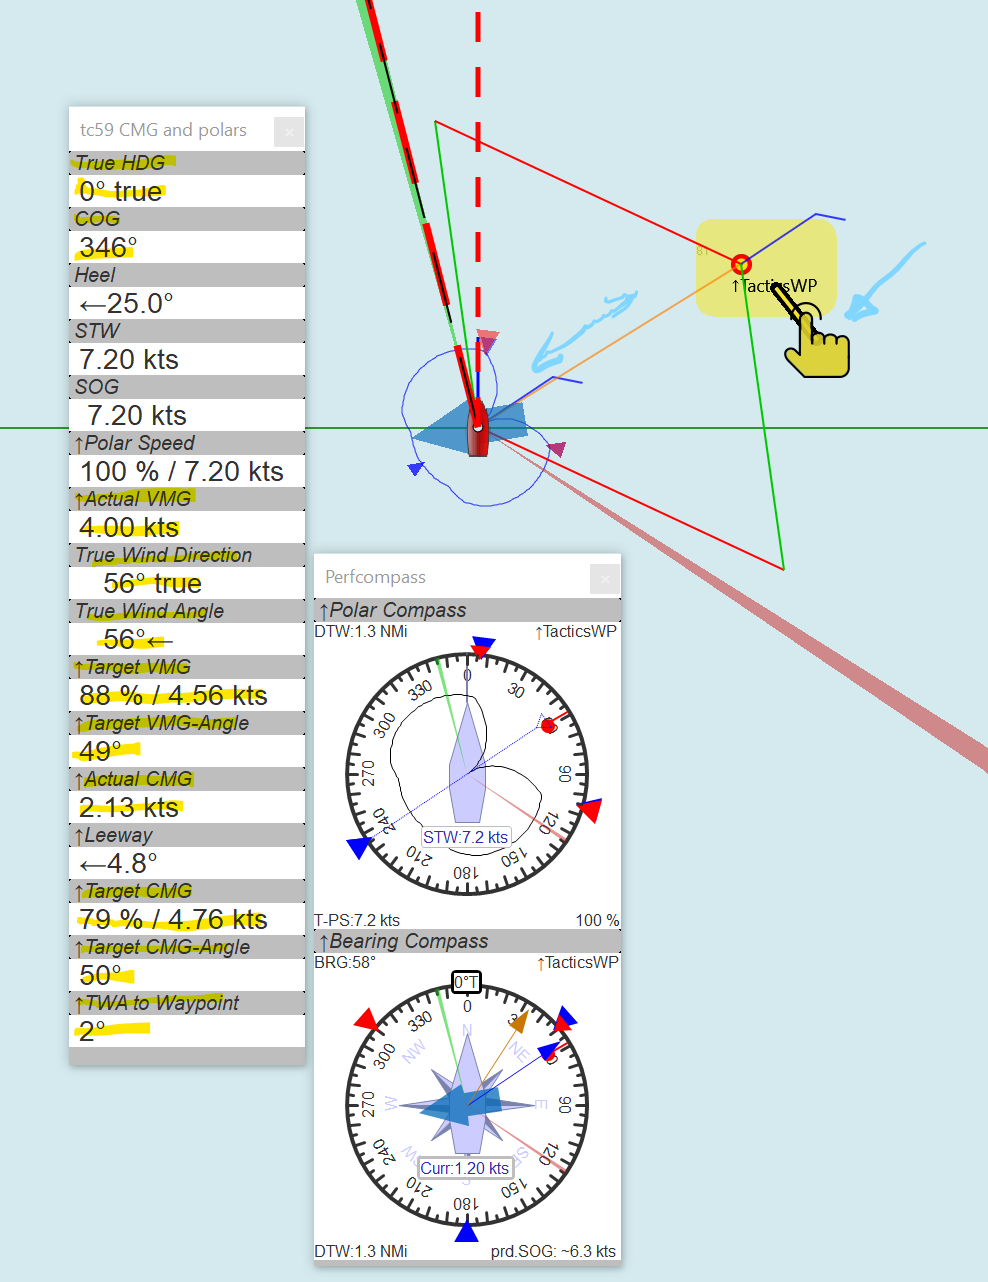 tc59 CMG and polars
×
True HDG
0° true
COG
346°
Heel
←25.0°
STW
7.20 kts
SOG
7.20 kts
↑Polar Speed
100 % / 7.20 kts
↑Actual VMG
4.00 kts
True Wind Direction
56° true
True Wind Angle
56°←
↑Target VMG
88 % / 4.56 kts
↑Target VMG-Angle
49°
↑Actual CMG
2.13 kts
↑Leeway
←4.8°
↑Target CMG
79 % / 4.76 kts
↑Target CMG-Angle
50°
↑TWA to Waypoint
2°
↑TacticsWP
Perfcompass
×
↑Polar Compass
DTW:1.3 NMi ↑TacticsWP
0
30
90
120
150
180
210
240
270
300
330
STW:7.2 kts
T-PS:7.2 kts 100 %
↑Bearing Compass
BRG:58° ↑TacticsWP
0°T
0
90
120
150
180
210
240
270
300
330
N
NE
E
SE
W
NW
Curr:1.20 kts
DTW:1.3 NMi prd.SOG: ~6.3 kts